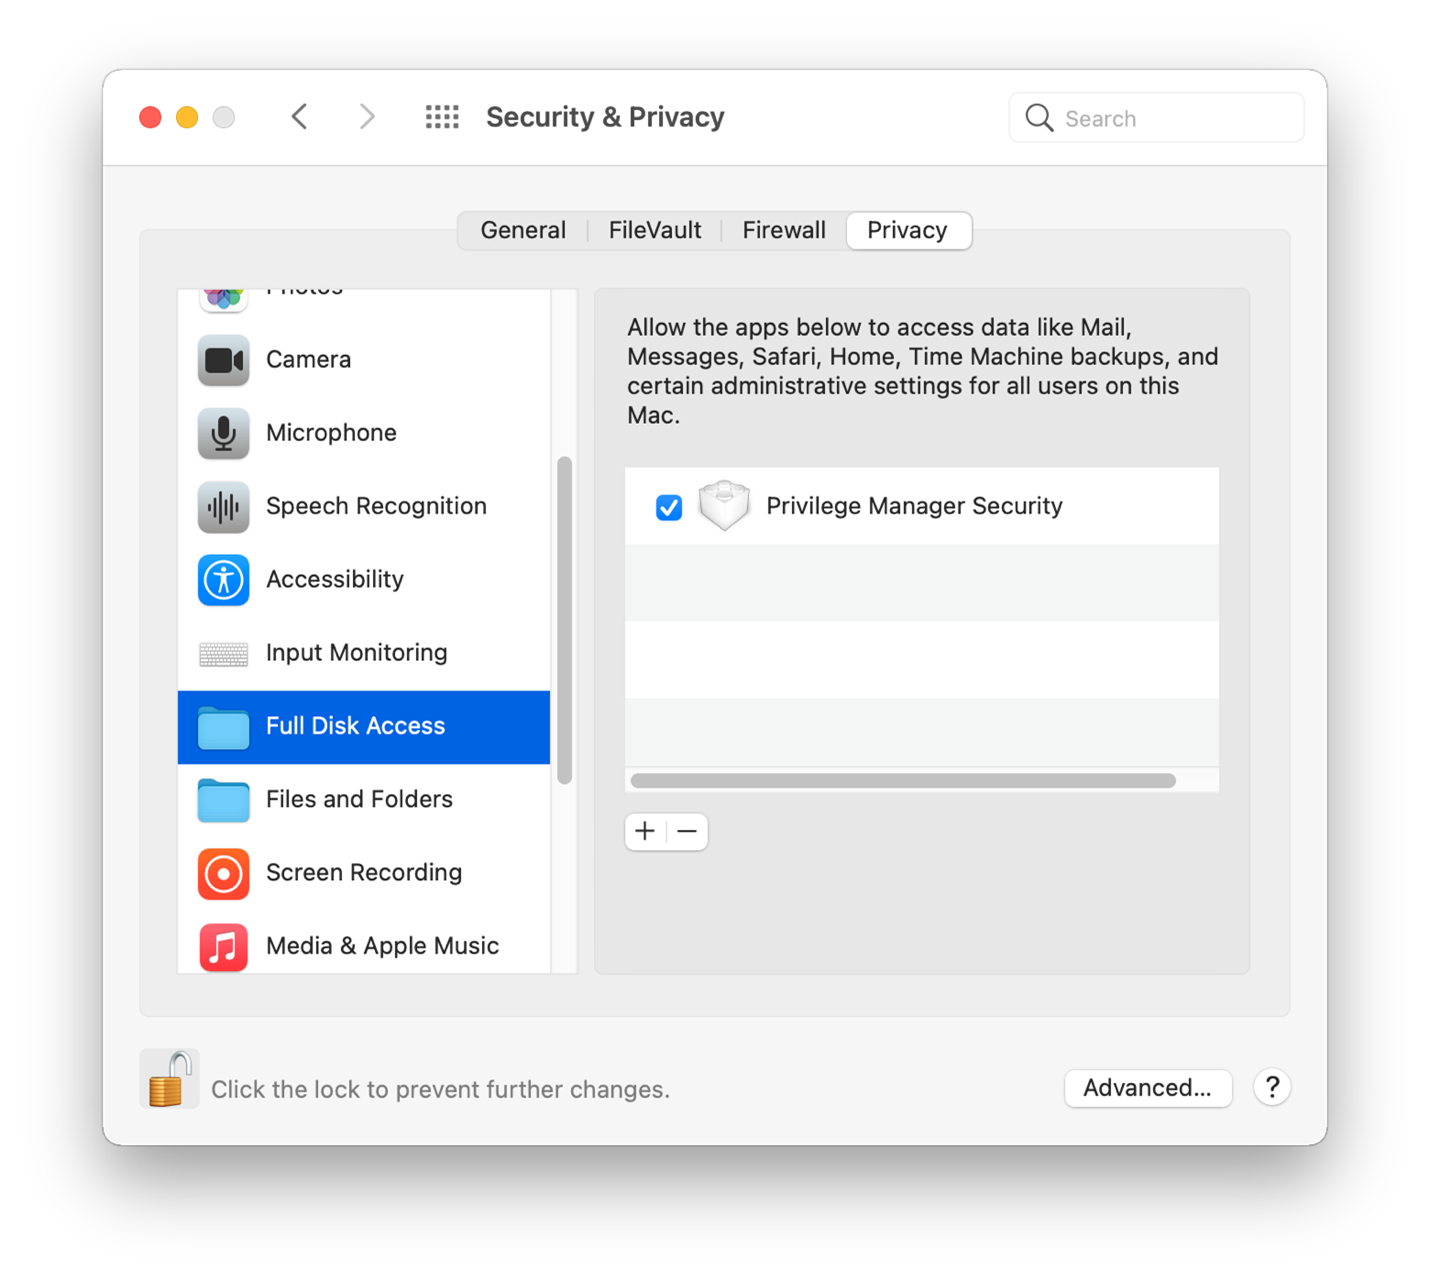 Security & Privacy
Search
General
FileVault
Firewall
Privacy
Photos
Camera
Microphone
Speech Recognition
Accessibility
Input Monitoring
Full Disk Access
Files and Folders
Screen Recording
Media & Apple Music
Allow the apps below to access data like Mail,
Messages, Safari, Home, Time Machine backups, and
certain administrative settings for all users on this
Mac.
Privilege Manager Security
Click the lock to prevent further changes.
Advanced...
?